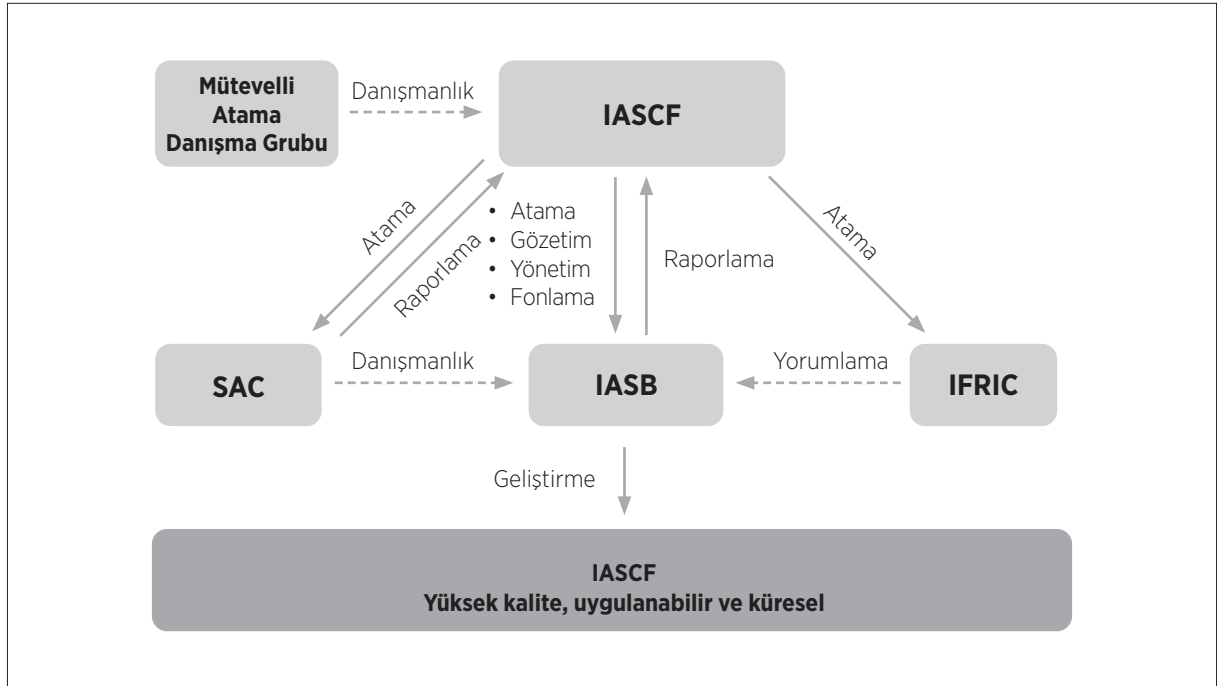 Mütevelli
Atama
Danışma Grubu
Danışmanlık
IASCF
Atama
Raporlama
• Atama
• Gözetim
• Yönetim
• Fonlama
Raporlama
Atama
SAC
Danışmanlık
IASB
Yorumlama
IFRIC
Geliştirme
IASCF
Yüksek kalite, uygulanabilir ve küresel